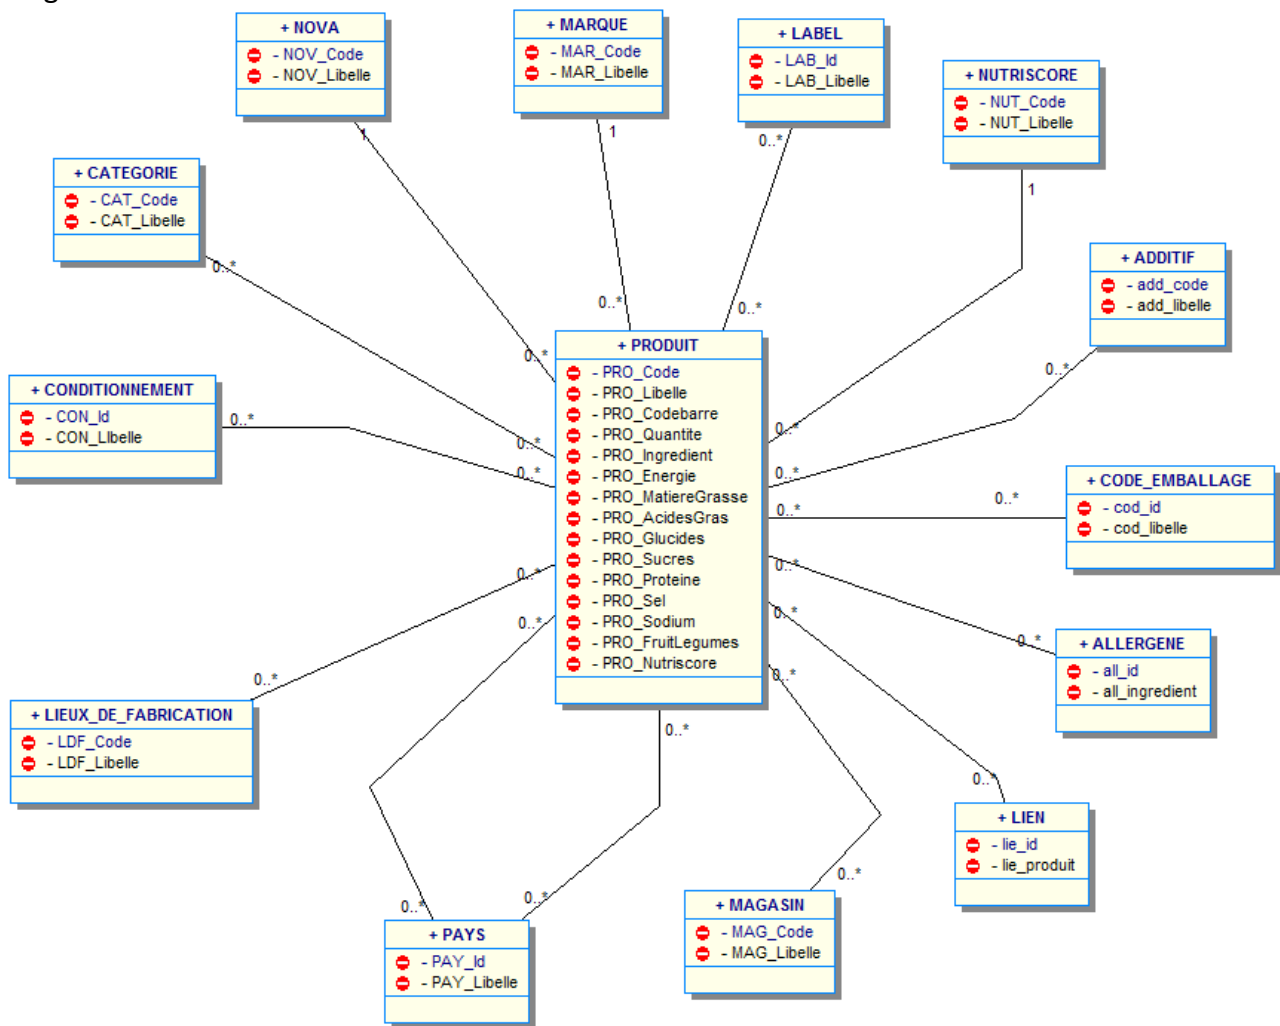 + NOVA
- NOV_Code
- NOV_Libelle
1
+ MARQUE
- MAR_Code
- MAR_Libelle
1
+ LABEL
- LAB_Id
- LAB_Libelle
0..*
+ NUTRISCORE
- NUT_Code
- NUT_Libelle
1
+ CATEGORIE
- CAT_Code
- CAT_Libelle
0..*
+ ADDITIF
- add_code
- add_libelle
0..*
0..*
0..*
0..*
+ PRODUIT
- PRO_Code
- PRO_Libelle
- PRO_Codebarre
- PRO_Quantite
- PRO_Ingredient
- PRO_Energie
- PRO_MatiereGrasse
- PRO_AcidesGras
- PRO_Glucides
- PRO_Sucres
- PRO_Proteine
- PRO_Sel
- PRO_Sodium
- PRO_FruitLegumes
- PRO_Nutriscore
+ CONDITIONNEMENT
- CON_Id
- CON_LIbelle
0..*
0..*
0..*
0..*
0..*
0..*
0..*
+ CODE_EMBALLAGE
- cod_id
- cod_libelle
0..*
0..*
0..*
0..*
0..*
0..*
+ ALLERGENE
- all_id
- all_ingredient
0..*
0..*
+ LIEUX_DE_FABRICATION
- LDF_Code
- LDF_Libelle
0..*
0..*
+ LIEN
- lie_id
- lie_produit
0..*
+ MAGASIN
- MAG_Code
- MAG_Libelle
0..*
0..*
+ PAYS
- PAY_Id
- PAY_Libelle